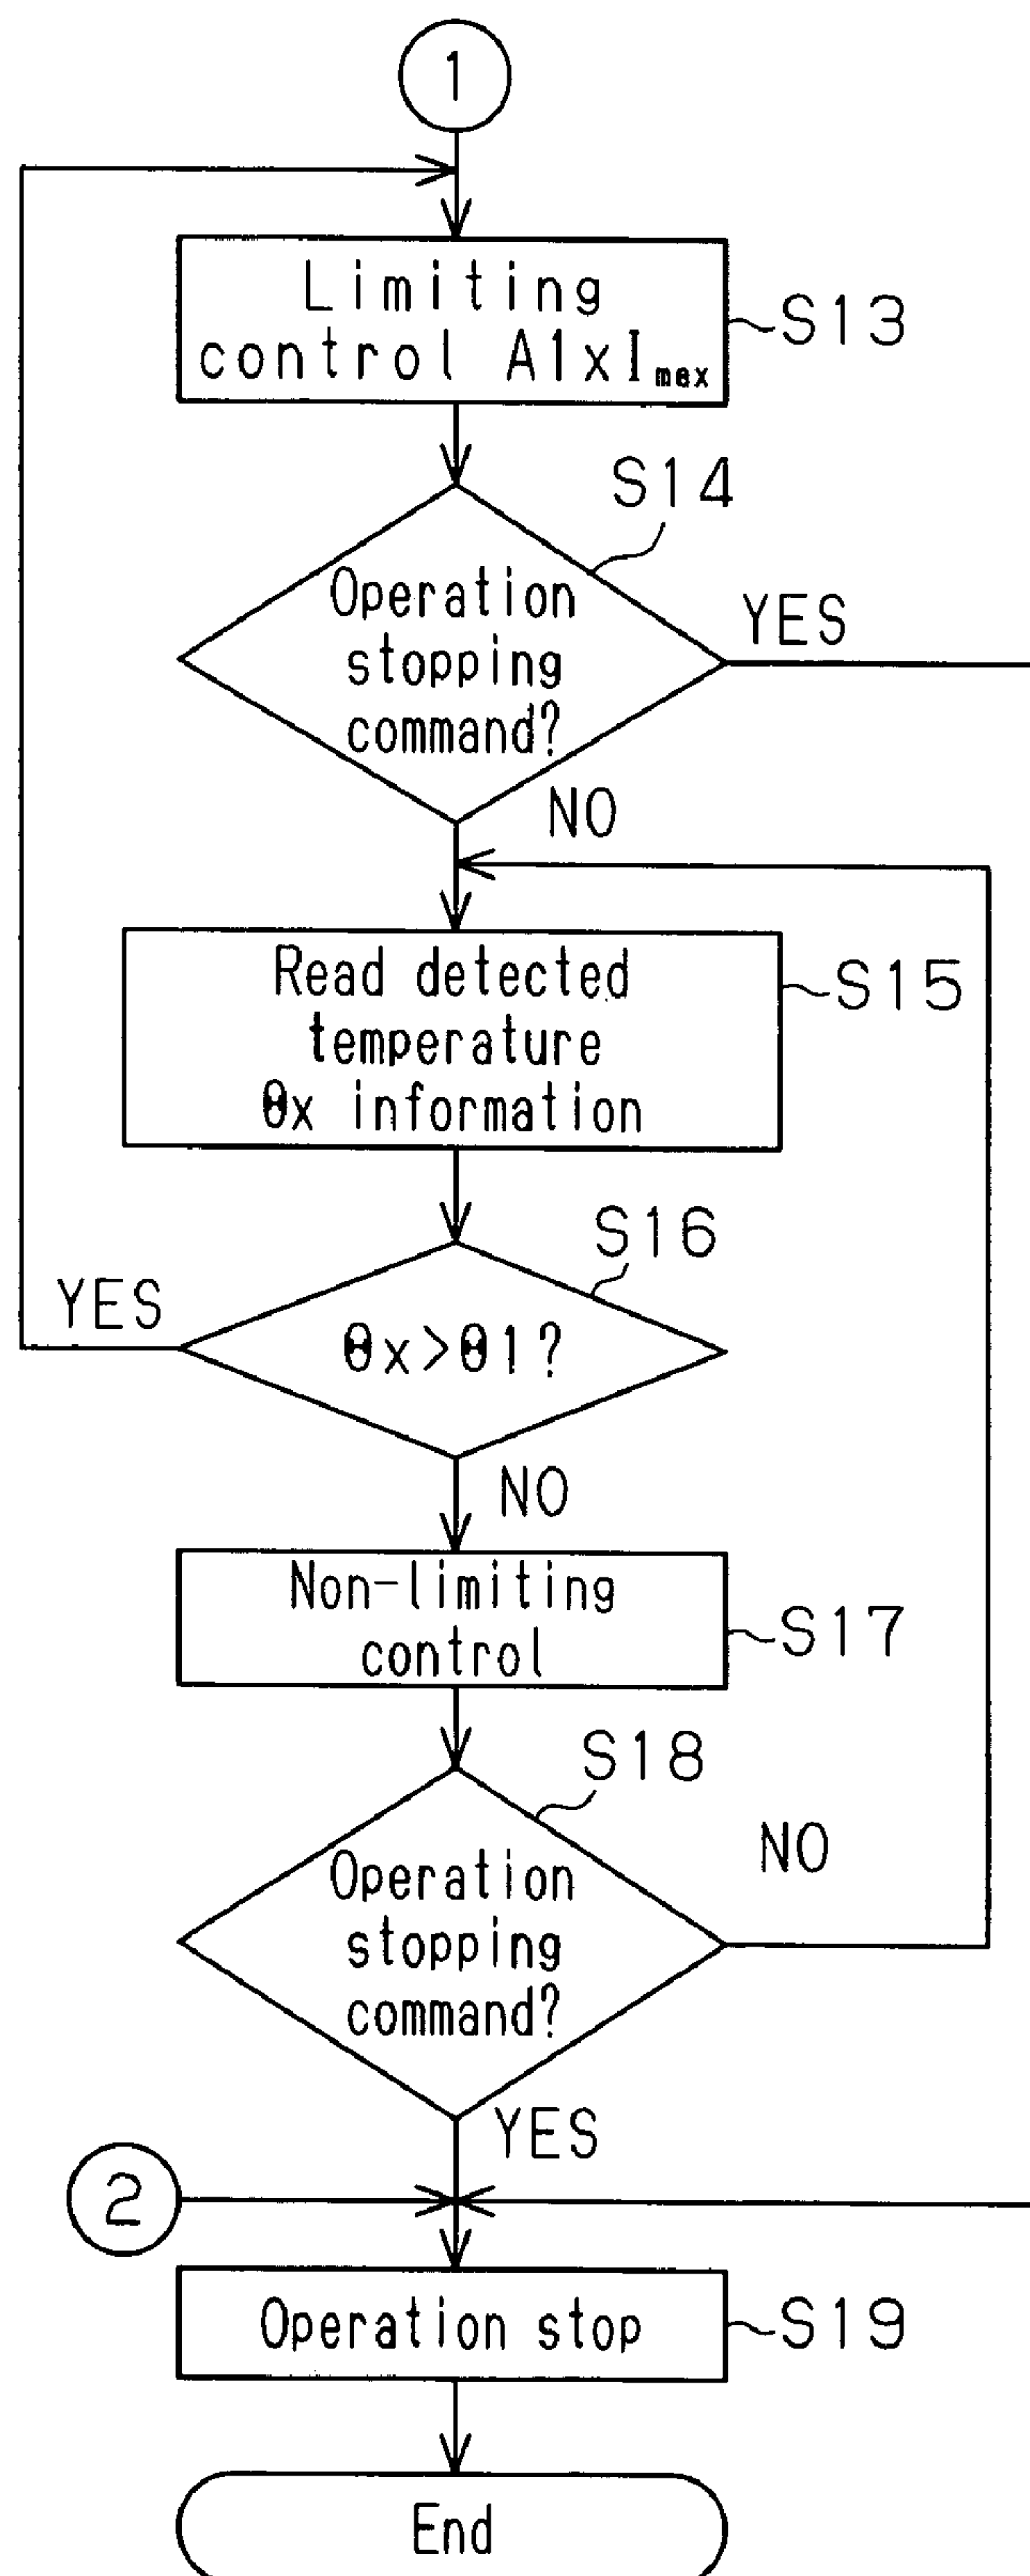 1
Limiting
control A1xImax
S13
S14
Operation
stopping
command?
YES
NO
Read detected
temperature
θx information
S15
S16
YES
θx>θ1?
NO
Non-limiting
control
S17
S18
Operation
stopping
command?
NO
YES
2
Operation stop
S19
End